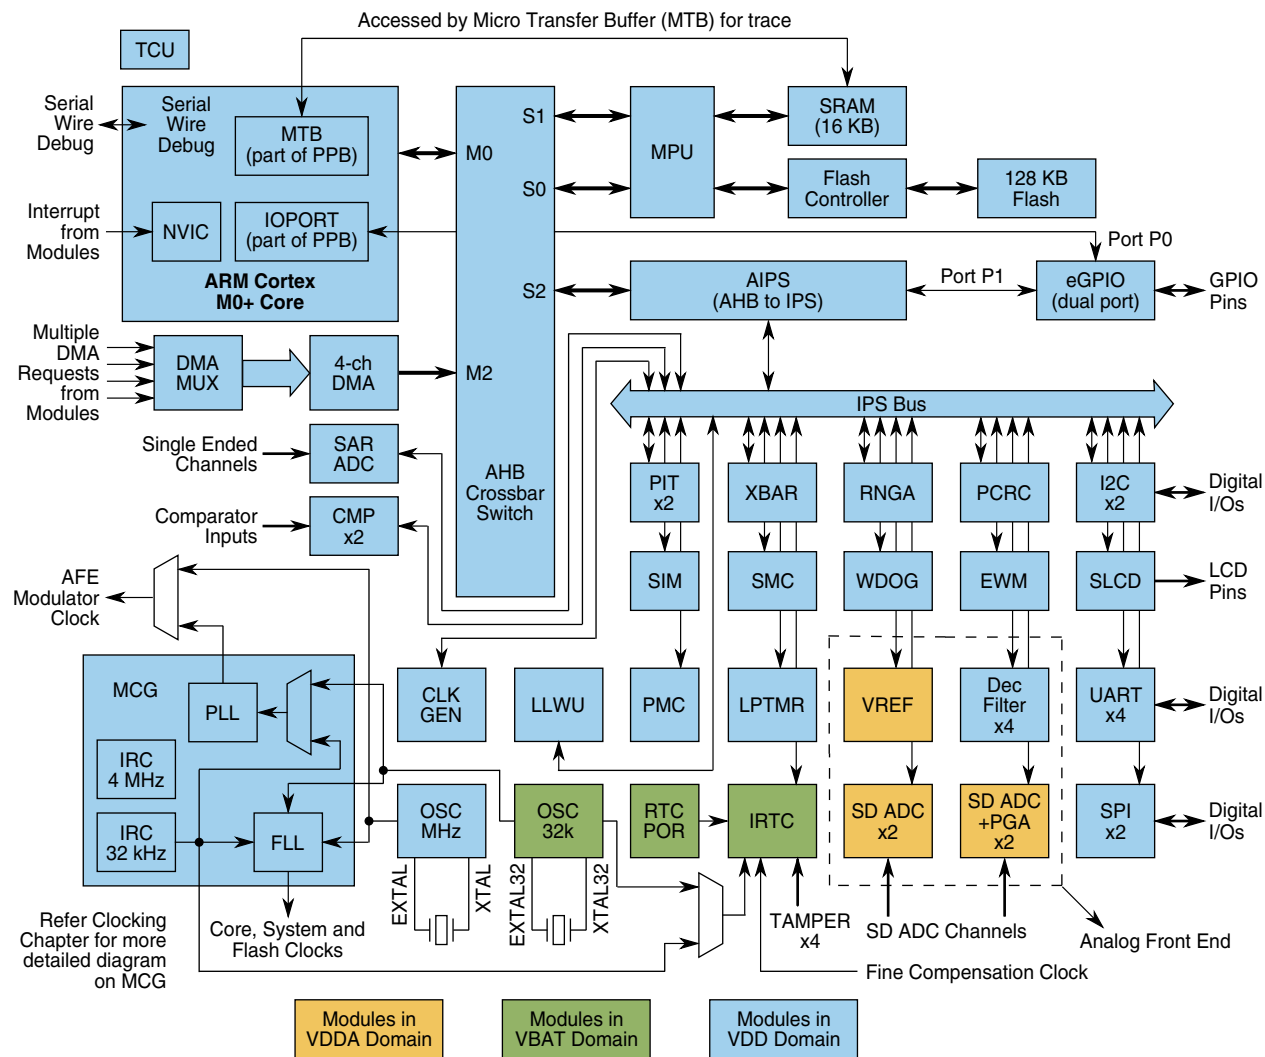 Accessed by Micro Transfer Buffer (MTB) for trace
TCU
Serial
Wire
Debug
Serial
Wire
Debug
MTB
(part of PPB)
Interrupt
from
Modules
NVIC
IOPORT
(part of PPB)
ARM Cortex
M0+ Core
M0
S1
S0
S2
M2
AHB
Crossbar
Switch
MPU
SRAM
(16 KB)
Flash
Controller
128 KB
Flash
Port P0
AIPS
(AHB to IPS)
Port P1
eGPIO
(dual port)
GPIO
Pins
Multiple
DMA
Requests
from
Modules
DMA
MUX
4-ch
DMA
IPS Bus
Single Ended
Channels
SAR
ADC
Comparator
Inputs
CMP
x2
PIT
x2
XBAR
RNGA
PCRC
I2C
x2
Digital
I/Os
SIM
SMC
WDOG
EWM
SLCD
LCD
Pins
AFE
Modulator
Clock
MCG
PLL
IRC
4 MHz
IRC
32 kHz
FLL
CLK
GEN
LLWU
PMC
LPTMR
VREF
Dec
Filter
x4
UART
x4
Digital
I/Os
OSC
MHz
OSC
32k
RTC
POR
IRTC
SD ADC
x2
SD ADC
+PGA
x2
SPI
x2
Digital
I/Os
EXTAL
XTAL
EXTAL32
XTAL32
Refer Clocking
Chapter for more
detailed diagram
on MCG
Core, System and
Flash Clocks
TAMPER
x4
SD ADC Channels
Analog Front End
Fine Compensation Clock
Modules in
VDDA Domain
Modules in
VBAT Domain
Modules in
VDD Domain